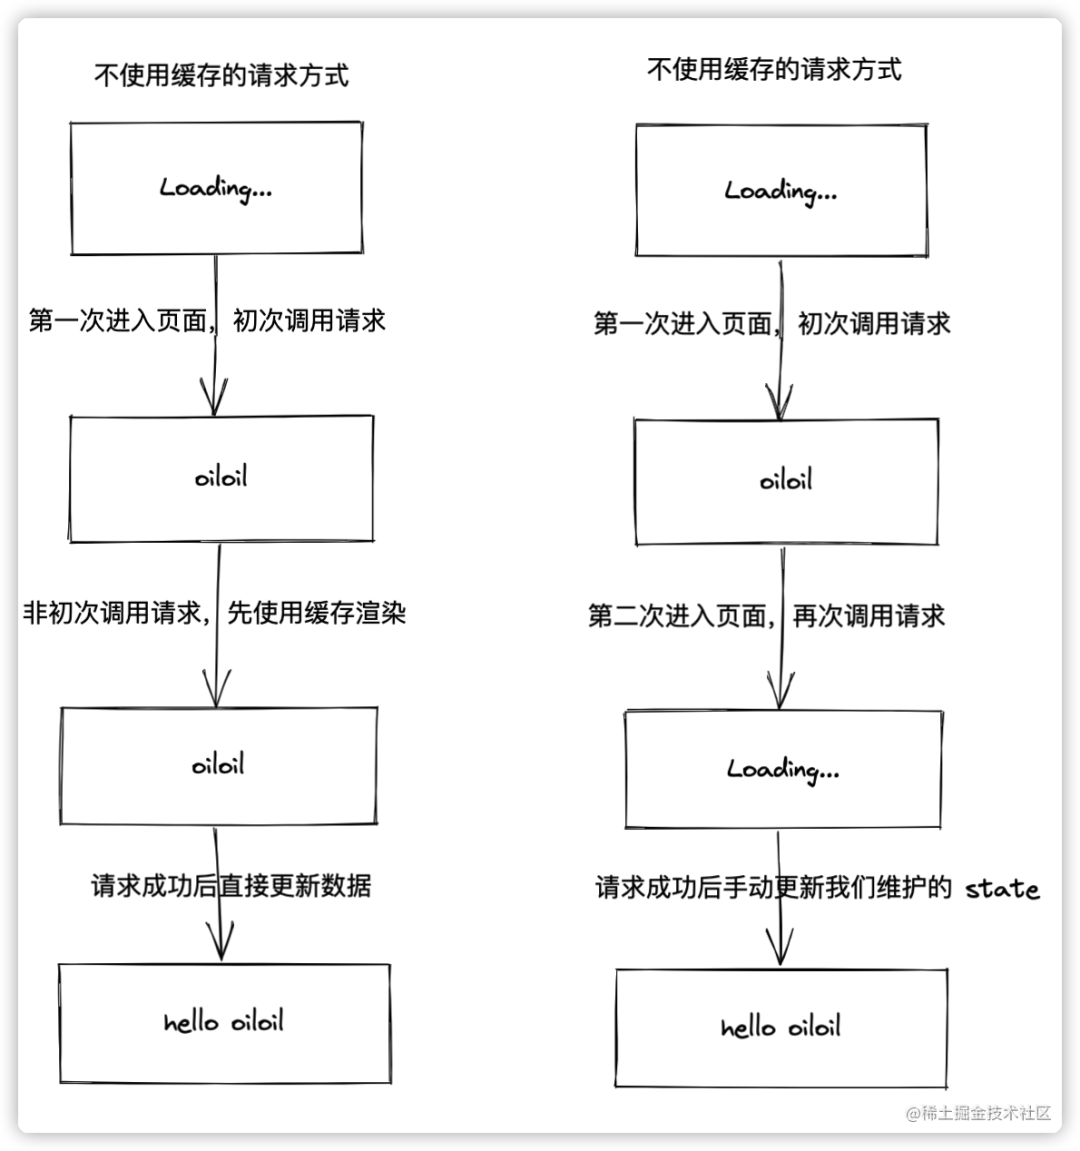 不使用缓存的请求方式
Loading...
第一次进入页面，初次调用请求
oiloil
非初次调用请求，先使用缓存渲染
oiloil
请求成功后直接更新数据
hello oiloil
不使用缓存的请求方式
Loading...
第一次进入页面，初次调用请求
oiloil
第二次进入页面，再次调用请求
Loading...
请求成功后手动更新我们维护的 state
hello oiloil
@稀土掘金技术社区